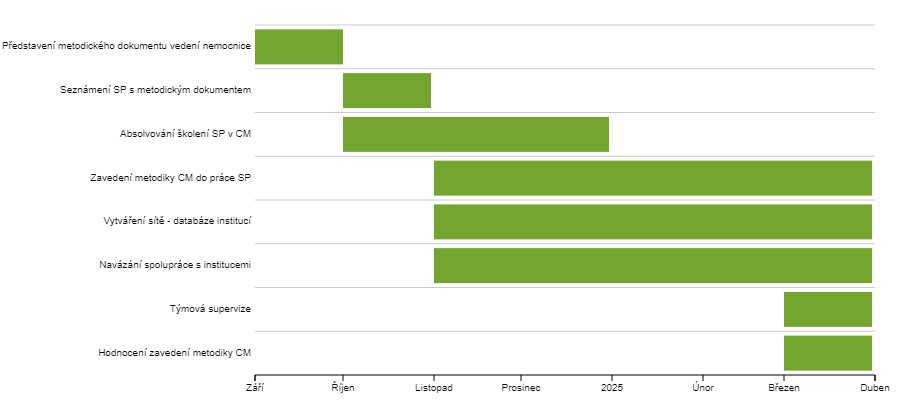 Představení metodického dokumentu vedení nemocnice
Seznámení SP s metodickým dokumentem
Absolvování školení SP v CM
Zavedení metodiky CM do práce SP
Vytváření sítě - databáze institucí
Navázání spolupráce s institucemi
Týmová supervize
Hodnocení zavedení metodiky CM
Září Říjen Listopad Prosinec 2025 Únor Březen Duben